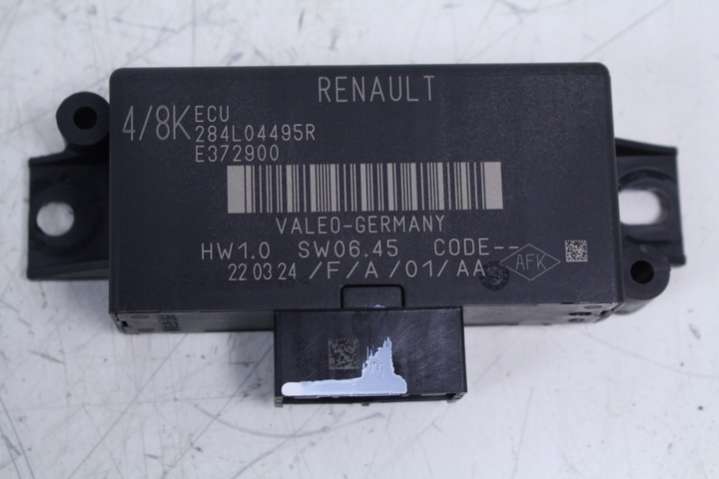 RENAULT
4/8K ECU
284L04495R
E372900
VALEO-GERMANY
HW1.0 SW06.45 CODE--
22 03 24 /F/A/01/AA AFK